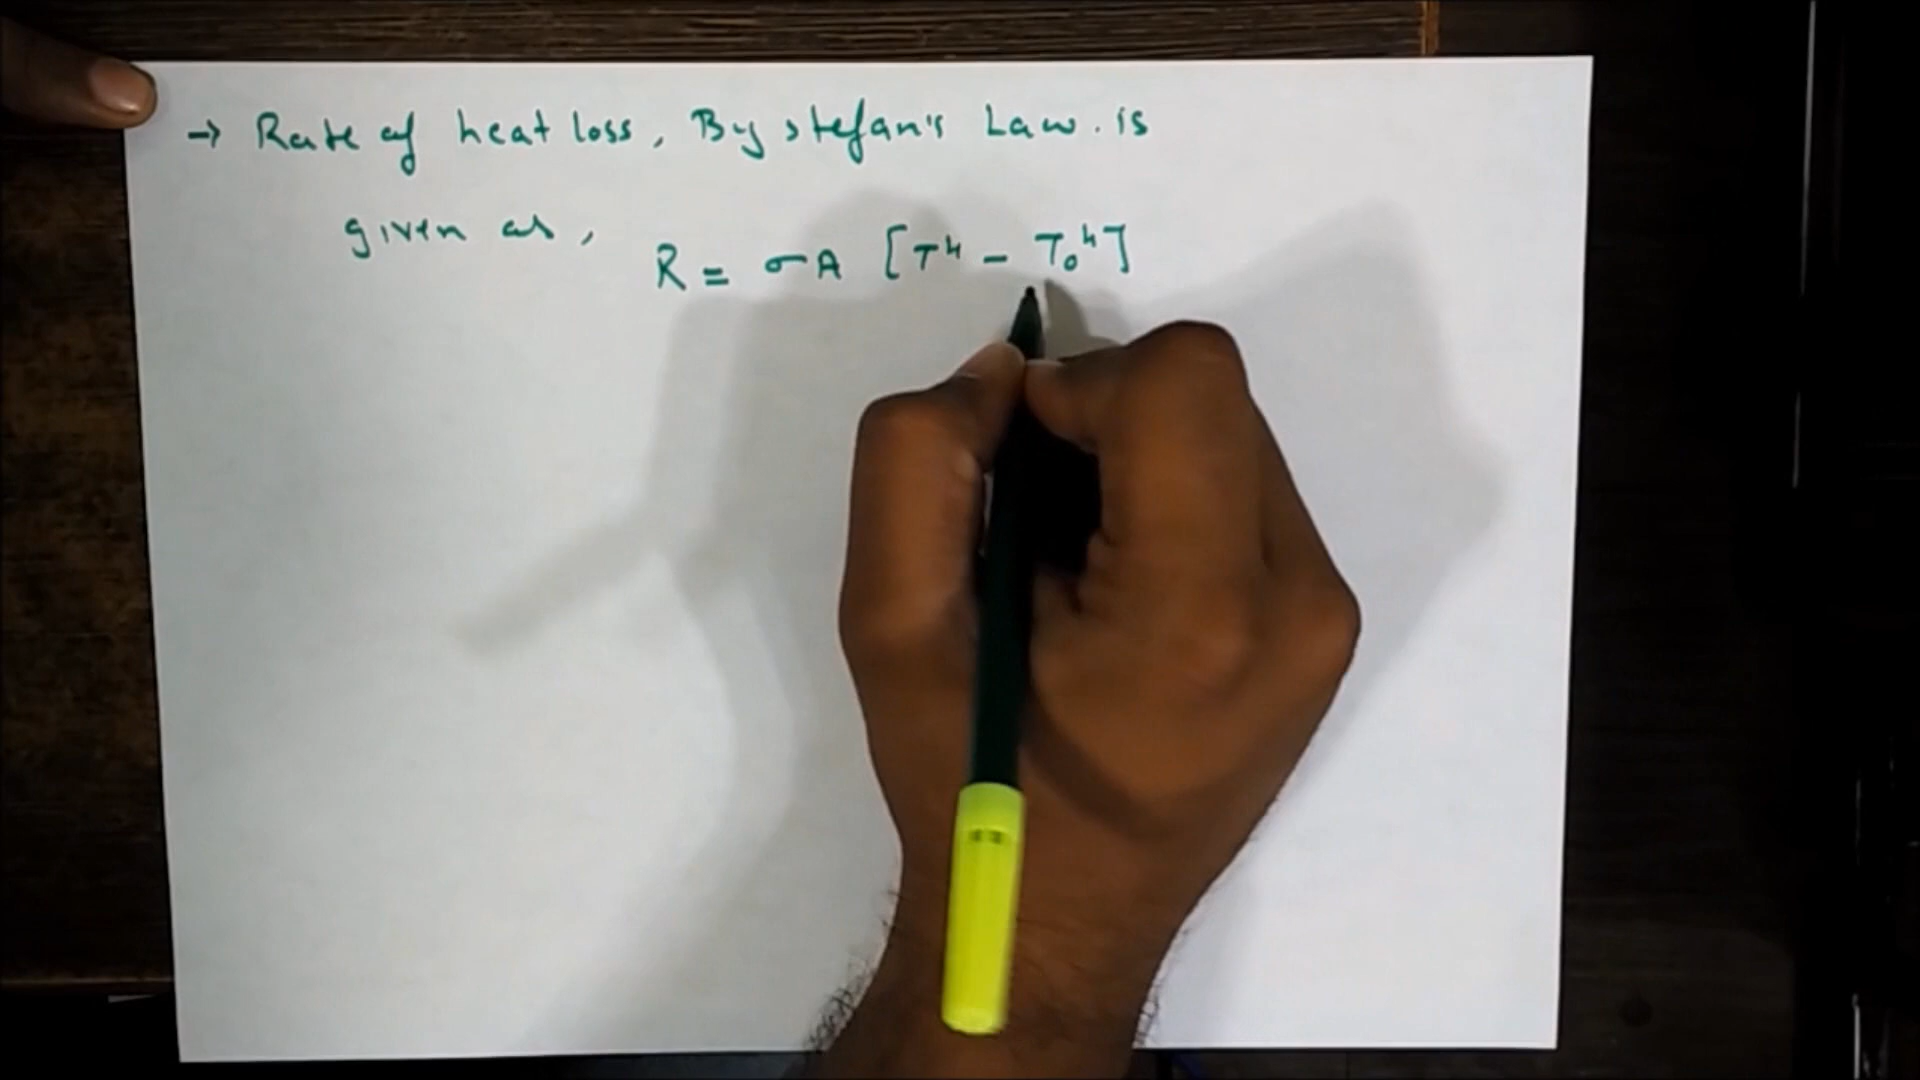 → Rate of heat loss, By stefan's Law. is
given as, R = σA [T⁴ - T₀⁴]